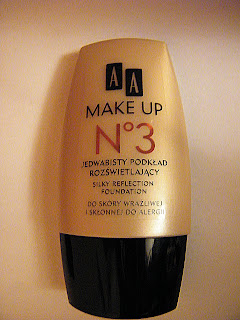 AA
MAKE UP
N°3
JEDWABISTY PODKŁAD
ROZŚWIETLAJĄCY
SILKY REFLECTION
FOUNDATION
DO SKÓRY WRAŻLIWEJ
I SKŁONNEJ DO ALERGII